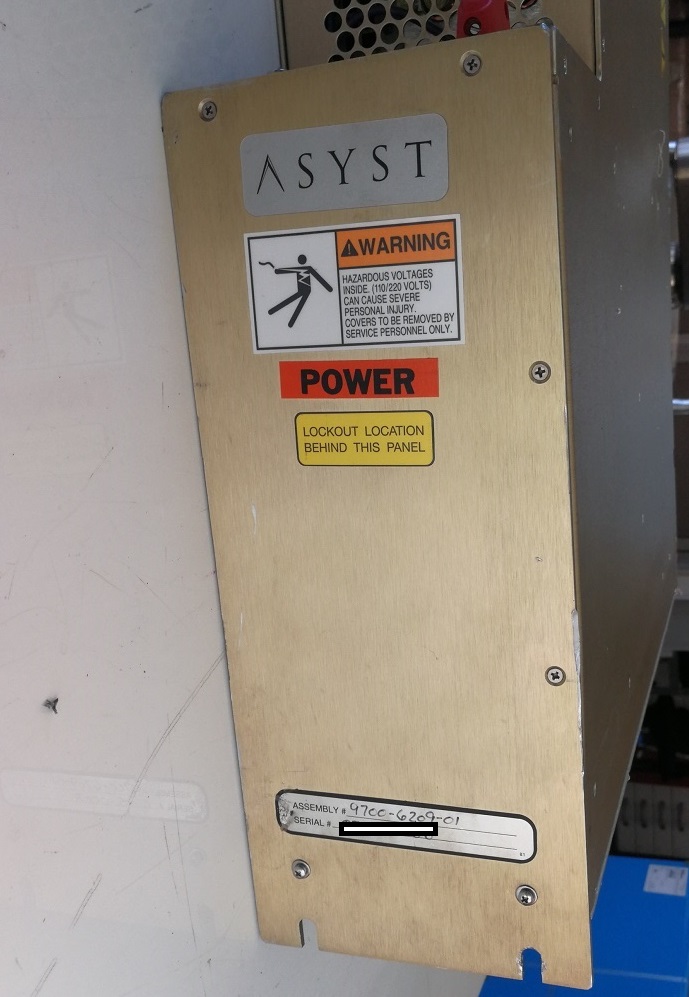 ASYST
WARNING
HAZARDOUS VOLTAGES
INSIDE. (110/220 VOLTS)
CAN CAUSE SEVERE
PERSONAL INJURY.
COVERS TO BE REMOVED BY
SERVICE PERSONNEL ONLY.
POWER
LOCKOUT LOCATION
BEHIND THIS PANEL
ASSEMBLY # 9700-6209-01
SERIAL #